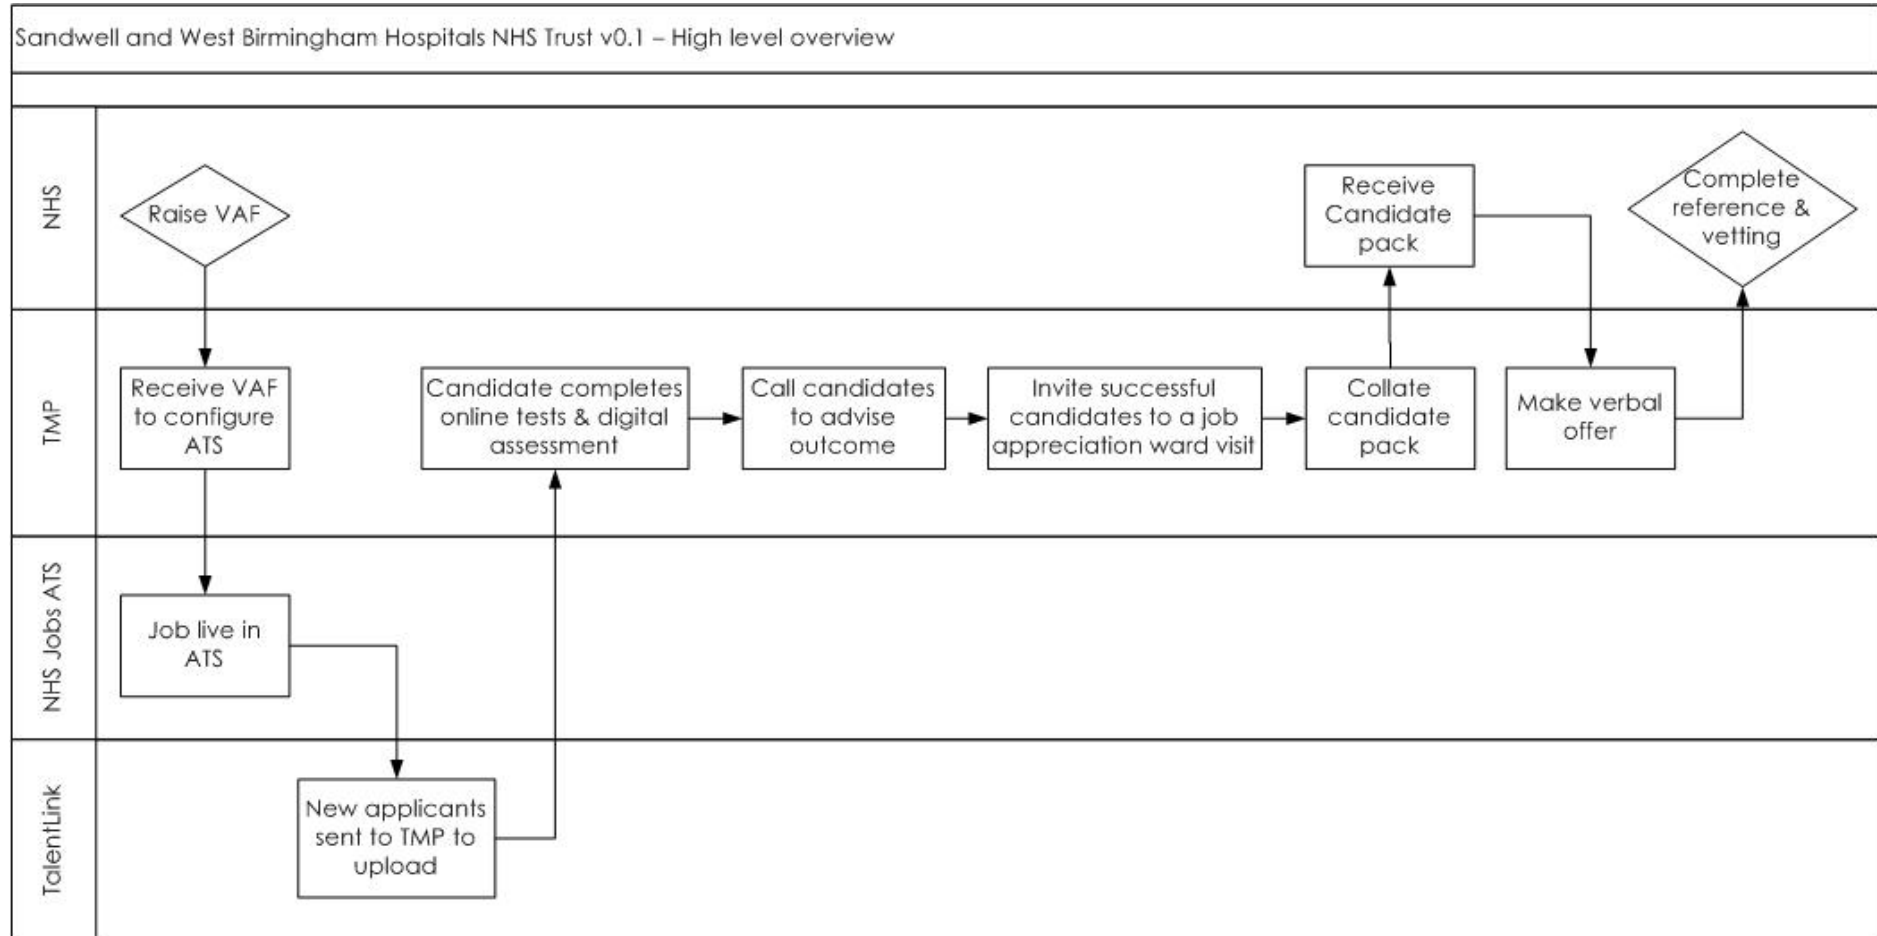 Sandwell and West Birmingham Hospitals NHS Trust v0.1 – High level overview
NHS
Raise VAF
Receive
Candidate
pack
Complete
reference &
vetting
TMP
Receive VAF
to configure
ATS
Candidate completes
online tests & digital
assessment
Call candidates
to advise
outcome
Invite successful
candidates to a job
appreciation ward visit
Collate
candidate
pack
Make verbal
offer
NHS Jobs ATS
Job live in
ATS
TalentLink
New applicants
sent to TMP to
upload